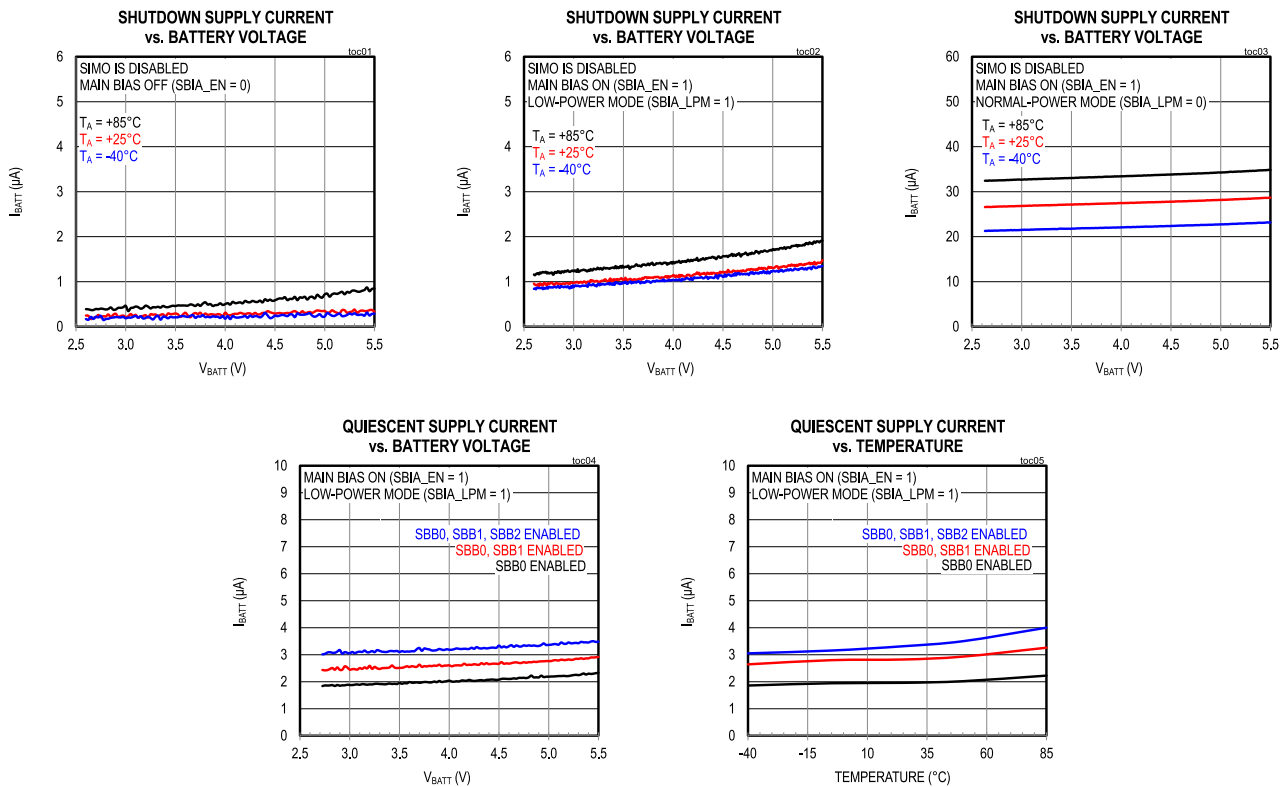 SHUTDOWN SUPPLY CURRENT
vs. BATTERY VOLTAGE
toc01
SIMO IS DISABLED
MAIN BIAS OFF (SBIA_EN = 0)
TA = +85°C
TA = +25°C
TA = -40°C
6
5
4
3
2
1
0
IBATT (µA)
2.5 3.0 3.5 4.0 4.5 5.0 5.5
VBATT (V)
SHUTDOWN SUPPLY CURRENT
vs. BATTERY VOLTAGE
toc02
SIMO IS DISABLED
MAIN BIAS ON (SBIA_EN = 1)
LOW-POWER MODE (SBIA_LPM = 1)
TA = +85°C
TA = +25°C
TA = -40°C
6
5
4
3
2
1
0
IBATT (µA)
2.5 3.0 3.5 4.0 4.5 5.0 5.5
VBATT (V)
SHUTDOWN SUPPLY CURRENT
vs. BATTERY VOLTAGE
toc03
SIMO IS DISABLED
MAIN BIAS ON (SBIA_EN = 1)
NORMAL-POWER MODE (SBIA_LPM = 0)
TA = +85°C
TA = +25°C
TA = -40°C
60
50
40
30
20
10
0
IBATT (µA)
2.5 3.0 3.5 4.0 4.5 5.0 5.5
VBATT (V)
QUIESCENT SUPPLY CURRENT
vs. BATTERY VOLTAGE
toc04
MAIN BIAS ON (SBIA_EN = 1)
LOW-POWER MODE (SBIA_LPM = 1)
SBB0, SBB1, SBB2 ENABLED
SBB0, SBB1 ENABLED
SBB0 ENABLED
10
9
8
7
6
5
4
3
2
1
0
IBATT (µA)
2.5 3.0 3.5 4.0 4.5 5.0 5.5
VBATT (V)
QUIESCENT SUPPLY CURRENT
vs. TEMPERATURE
toc05
MAIN BIAS ON (SBIA_EN = 1)
LOW-POWER MODE (SBIA_LPM = 1)
SBB0, SBB1, SBB2 ENABLED
SBB0, SBB1 ENABLED
SBB0 ENABLED
10
9
8
7
6
5
4
3
2
1
0
IBATT (µA)
-40 -15 10 35 60 85
TEMPERATURE (°C)